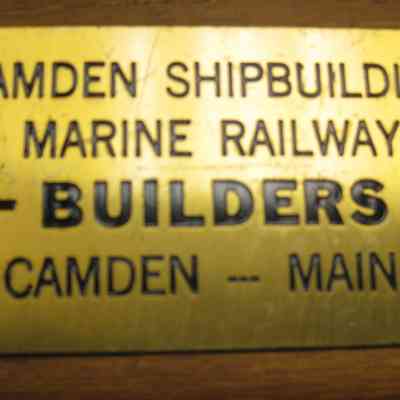 AMDEN SHIPBUILDI
MARINE RAILWAY
- BUILDERS
CAMDEN --- MAIN